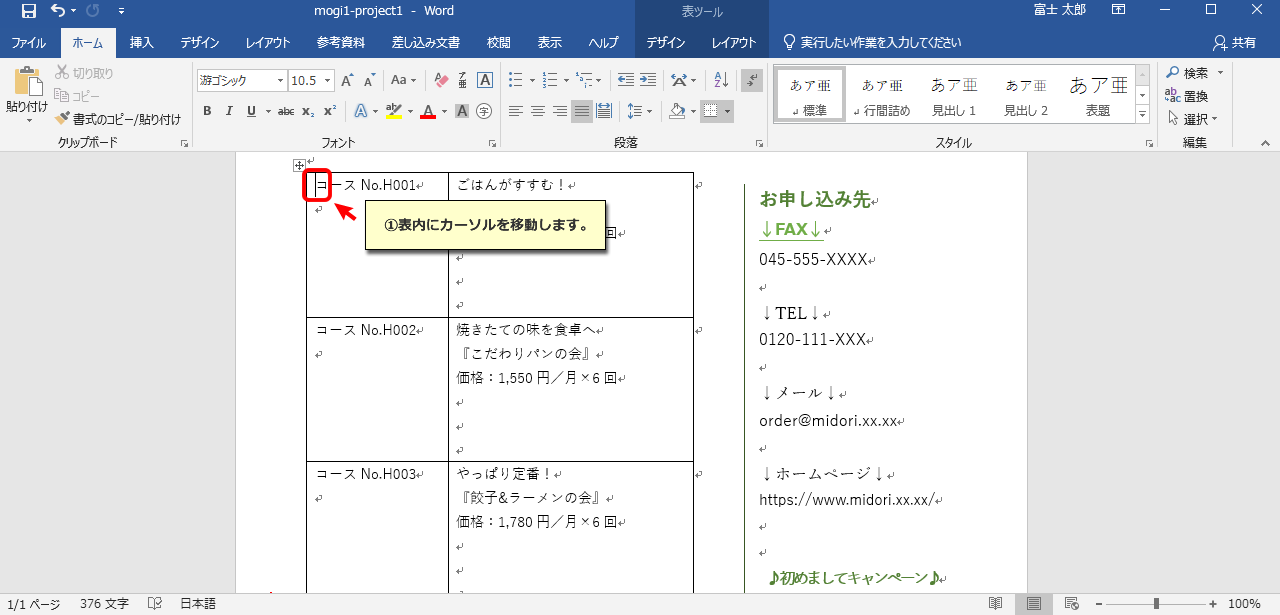 mogi1-project1 - Word
表ツール
富士 太郎
ファイル ホーム 挿入 デザイン レイアウト 参考資料 差し込み文書 校閲 表示 ヘルプ デザイン レイアウト 実行したい作業を入力してください 共有
貼り付け
切り取り
コピー
書式のコピー/貼り付け
クリップボード
游ゴシック 10.5 A A Aa A 亜 A
B I U abc x₂ x² A ab A A 字
フォント
段落
あア亜 あア亜 あア亜 あア亜 あア亜
標準 行間詰め 見出し 1 見出し 2 表題
スタイル
検索
置換
選択
編集
コース No.H001
ごはんがすすむ!
①表内にカーソルを移動します。
回
コース No.H002
焼きたての味を食卓へ
『こだわりパンの会』
価格:1,550 円/月×6 回
コース No.H003
やっぱり定番!
『餃子&ラーメンの会』
価格:1,780 円/月×6 回
お申し込み先
↓FAX↓
045-555-XXXX
↓TEL↓
0120-111-XXX
↓メール↓
order@midori.xx.xx
↓ホームページ↓
https://www.midori.xx.xx/
♪初めましてキャンペーン♪
1/1 ページ 376 文字 日本語 100%